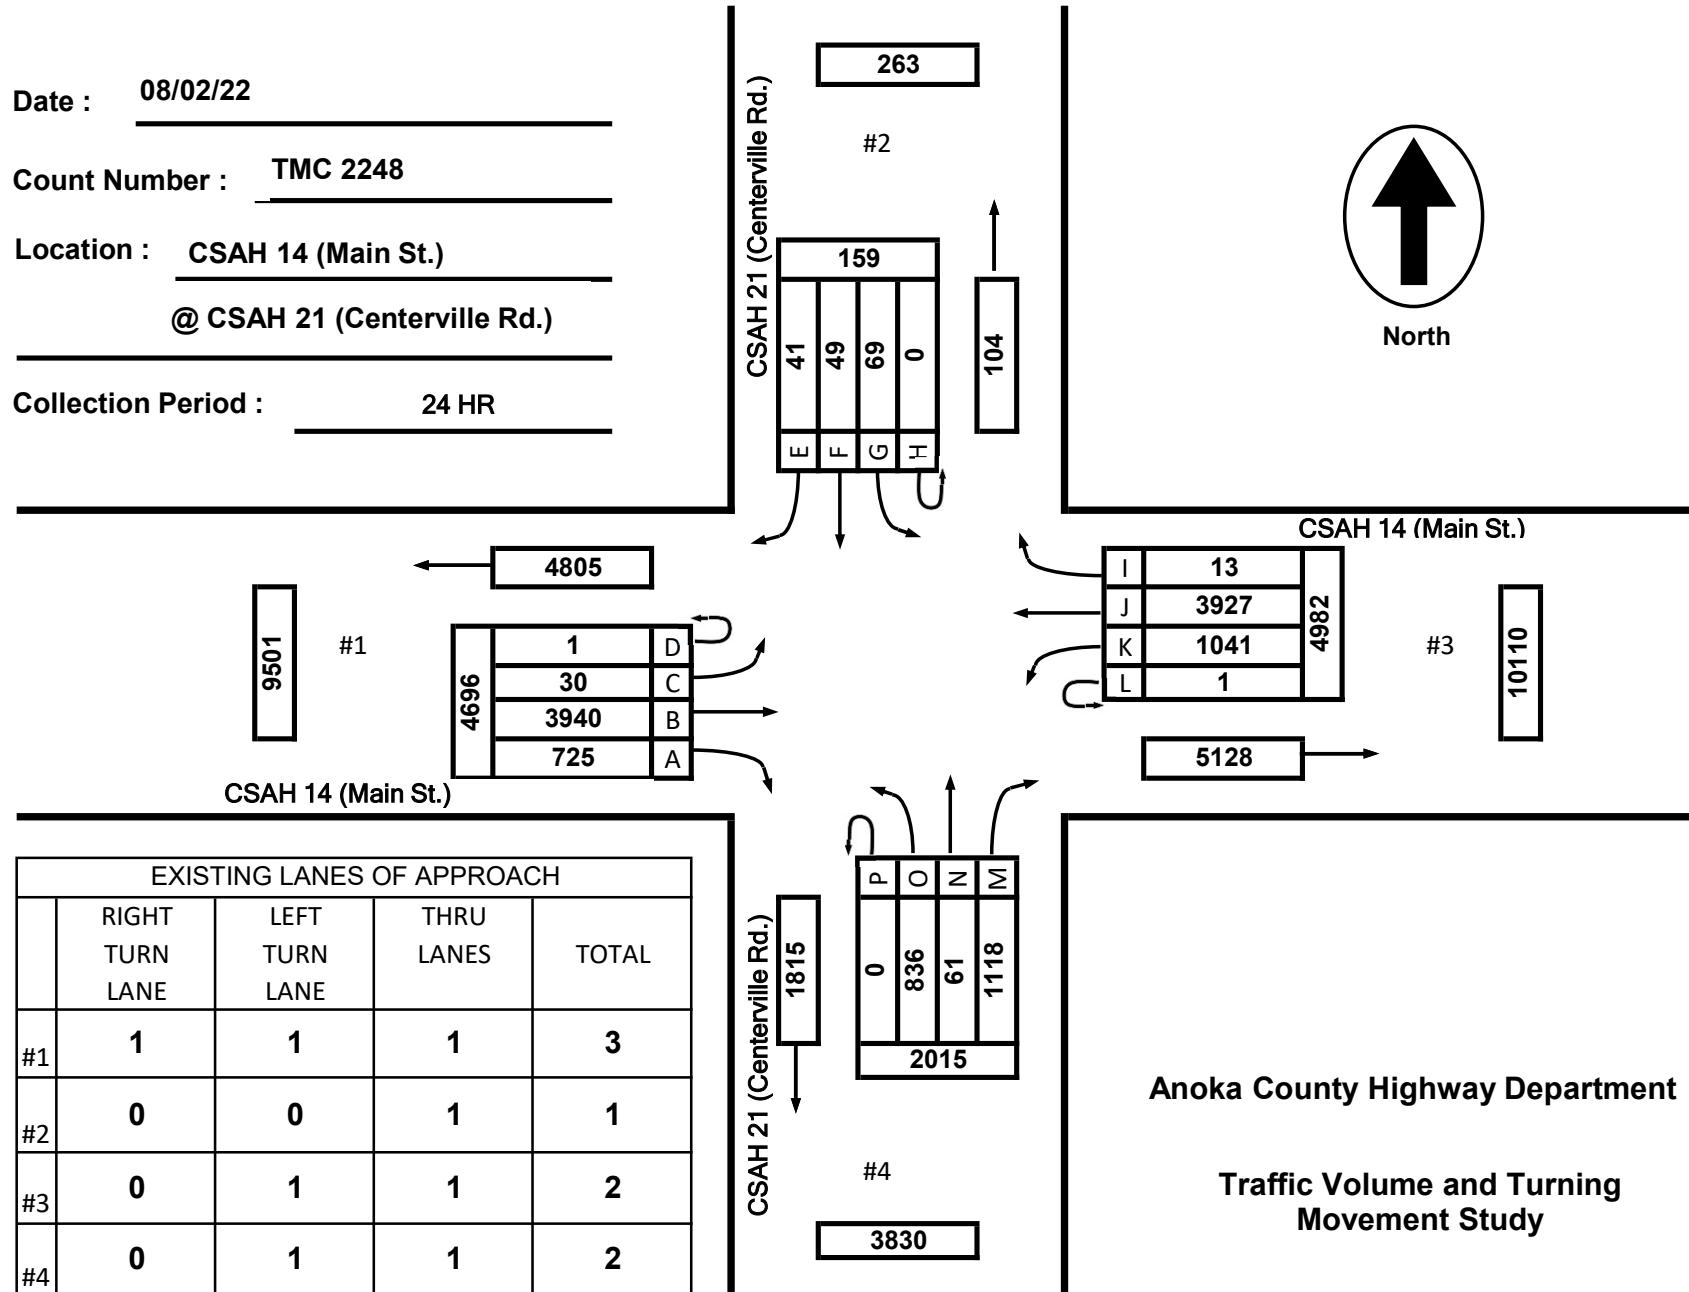 Date : 08/02/22
Count Number : TMC 2248
Location : CSAH 14 (Main St.)
@ CSAH 21 (Centerville Rd.)
Collection Period : 24 HR
263
#2
CSAH 21 (Centerville Rd.)
159
41 49 69 0
E F G H
104
North
CSAH 14 (Main St.)
4805
9501
#1
4696
1 D
30 C
3940 B
725 A
CSAH 14 (Main St.)
I 13
J 3927
K 1041
L 1
4982
#3
10110
5128
P O N M
0 836 61 1118
2015
1815
CSAH 21 (Centerville Rd.)
#4
3830
EXISTING LANES OF APPROACH
RIGHT TURN LANE
LEFT TURN LANE
THRU LANES
TOTAL
#1 1 1 1 3
#2 0 0 1 1
#3 0 1 1 2
#4 0 1 1 2
Anoka County Highway Department
Traffic Volume and Turning
Movement Study